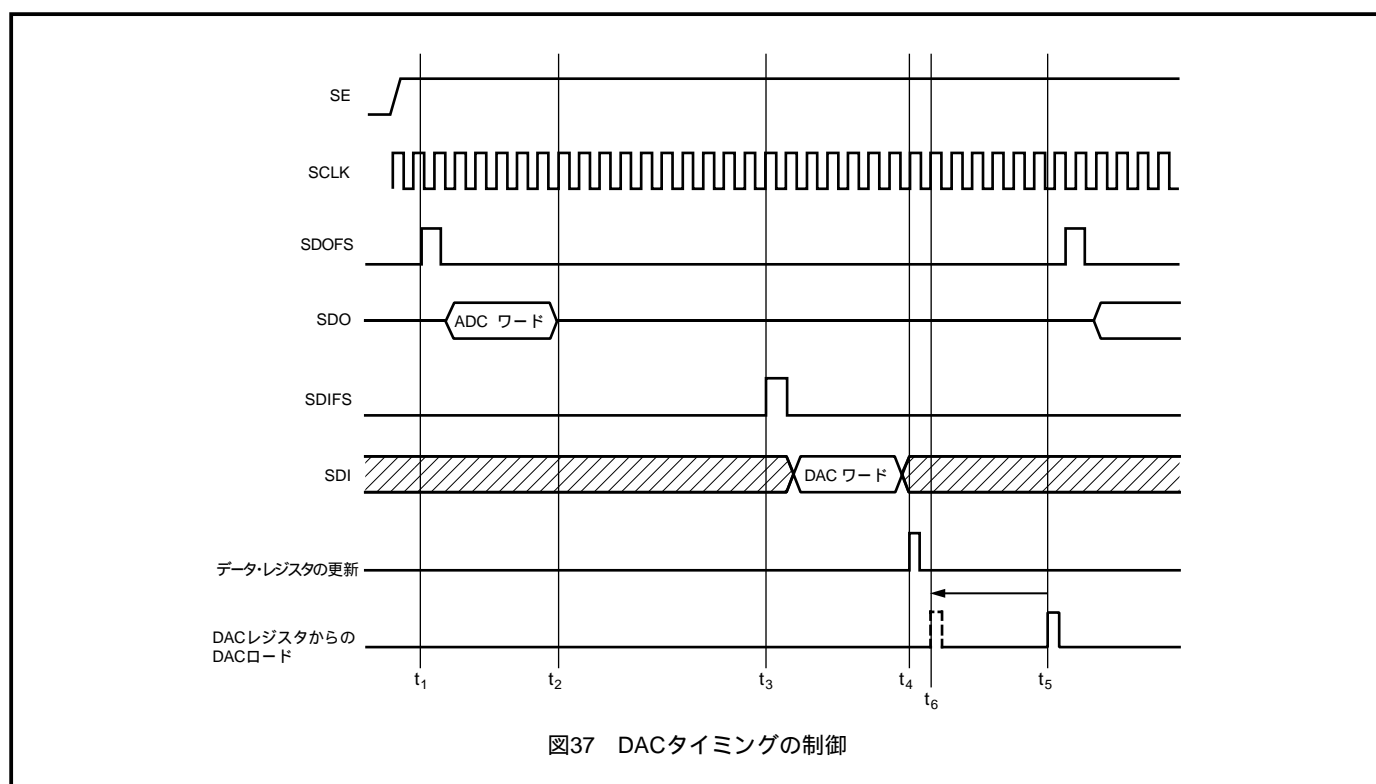 SE
SCLK
SDOFS
SDO
ADC ワード
SDIFS
SDI
DAC ワード
データ・レジスタの更新
DACレジスタからの
DACロード
t1
t2
t3
t4
t6
t5
図37 DACタイミングの制御